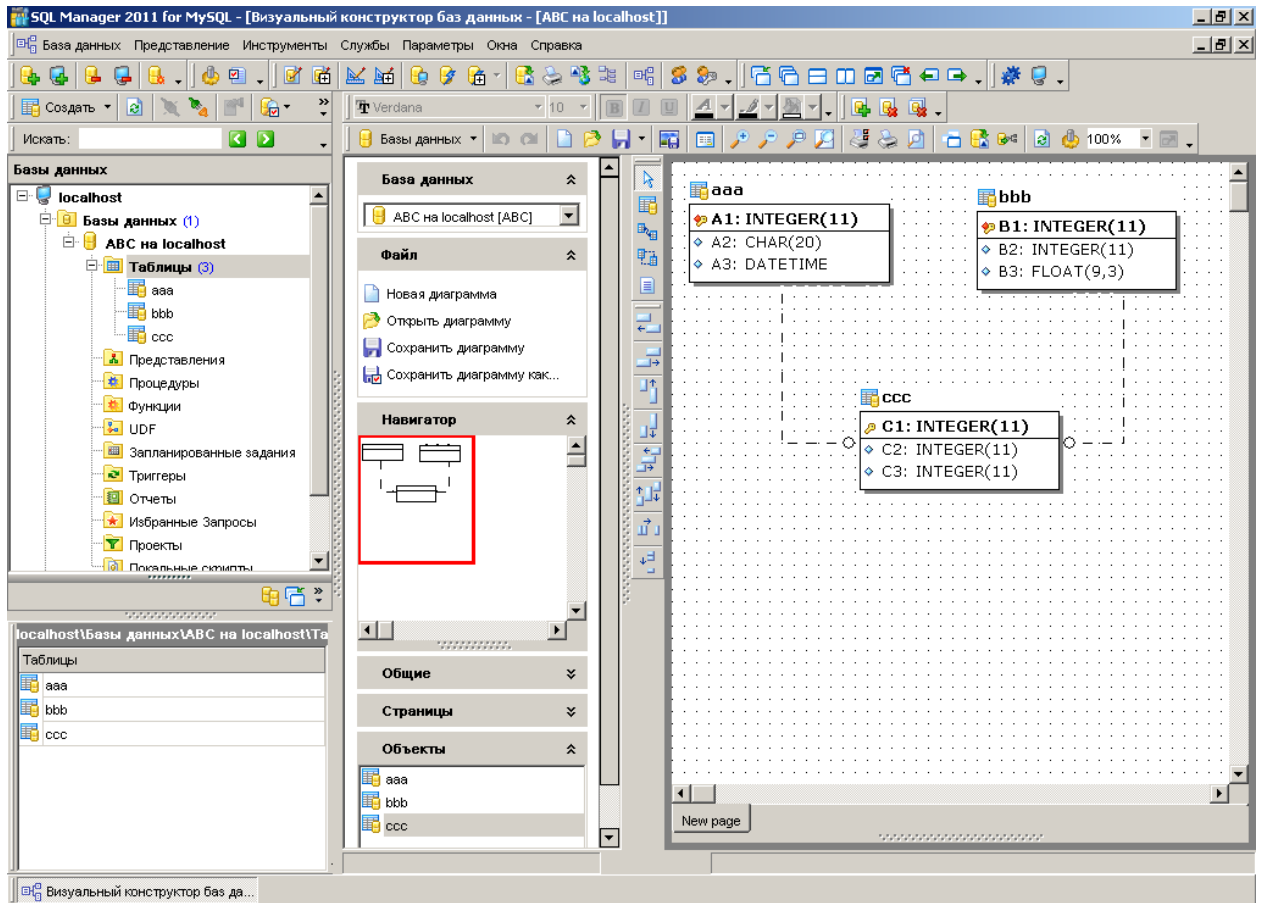 SQL Manager 2011 for MySQL - [Визуальный конструктор баз данных - [ABC на localhost]]
База данных Представление Инструменты Службы Параметры Окна Справка
Создать
Verdana 10 B I U
Искать:
Базы данных 100%
Базы данных
localhost
Базы данных (1)
ABC на localhost
Таблицы (3)
aaa
bbb
ccc
Представления
Процедуры
Функции
UDF
Запланированные задания
Триггеры
Отчеты
Избранные Запросы
Проекты
Локальные скрипты
localhost\Базы данных\ABC на localhost\Та
Таблицы
aaa
bbb
ccc
База данных
ABC на localhost [ABC]
Файл
Новая диаграмма
Открыть диаграмму
Сохранить диаграмму
Сохранить диаграмму как...
Навигатор
Общие
Страницы
Объекты
aaa
bbb
ccc
aaa
A1: INTEGER(11)
A2: CHAR(20)
A3: DATETIME
bbb
B1: INTEGER(11)
B2: INTEGER(11)
B3: FLOAT(9,3)
ccc
C1: INTEGER(11)
C2: INTEGER(11)
C3: INTEGER(11)
New page
Визуальный конструктор баз да...